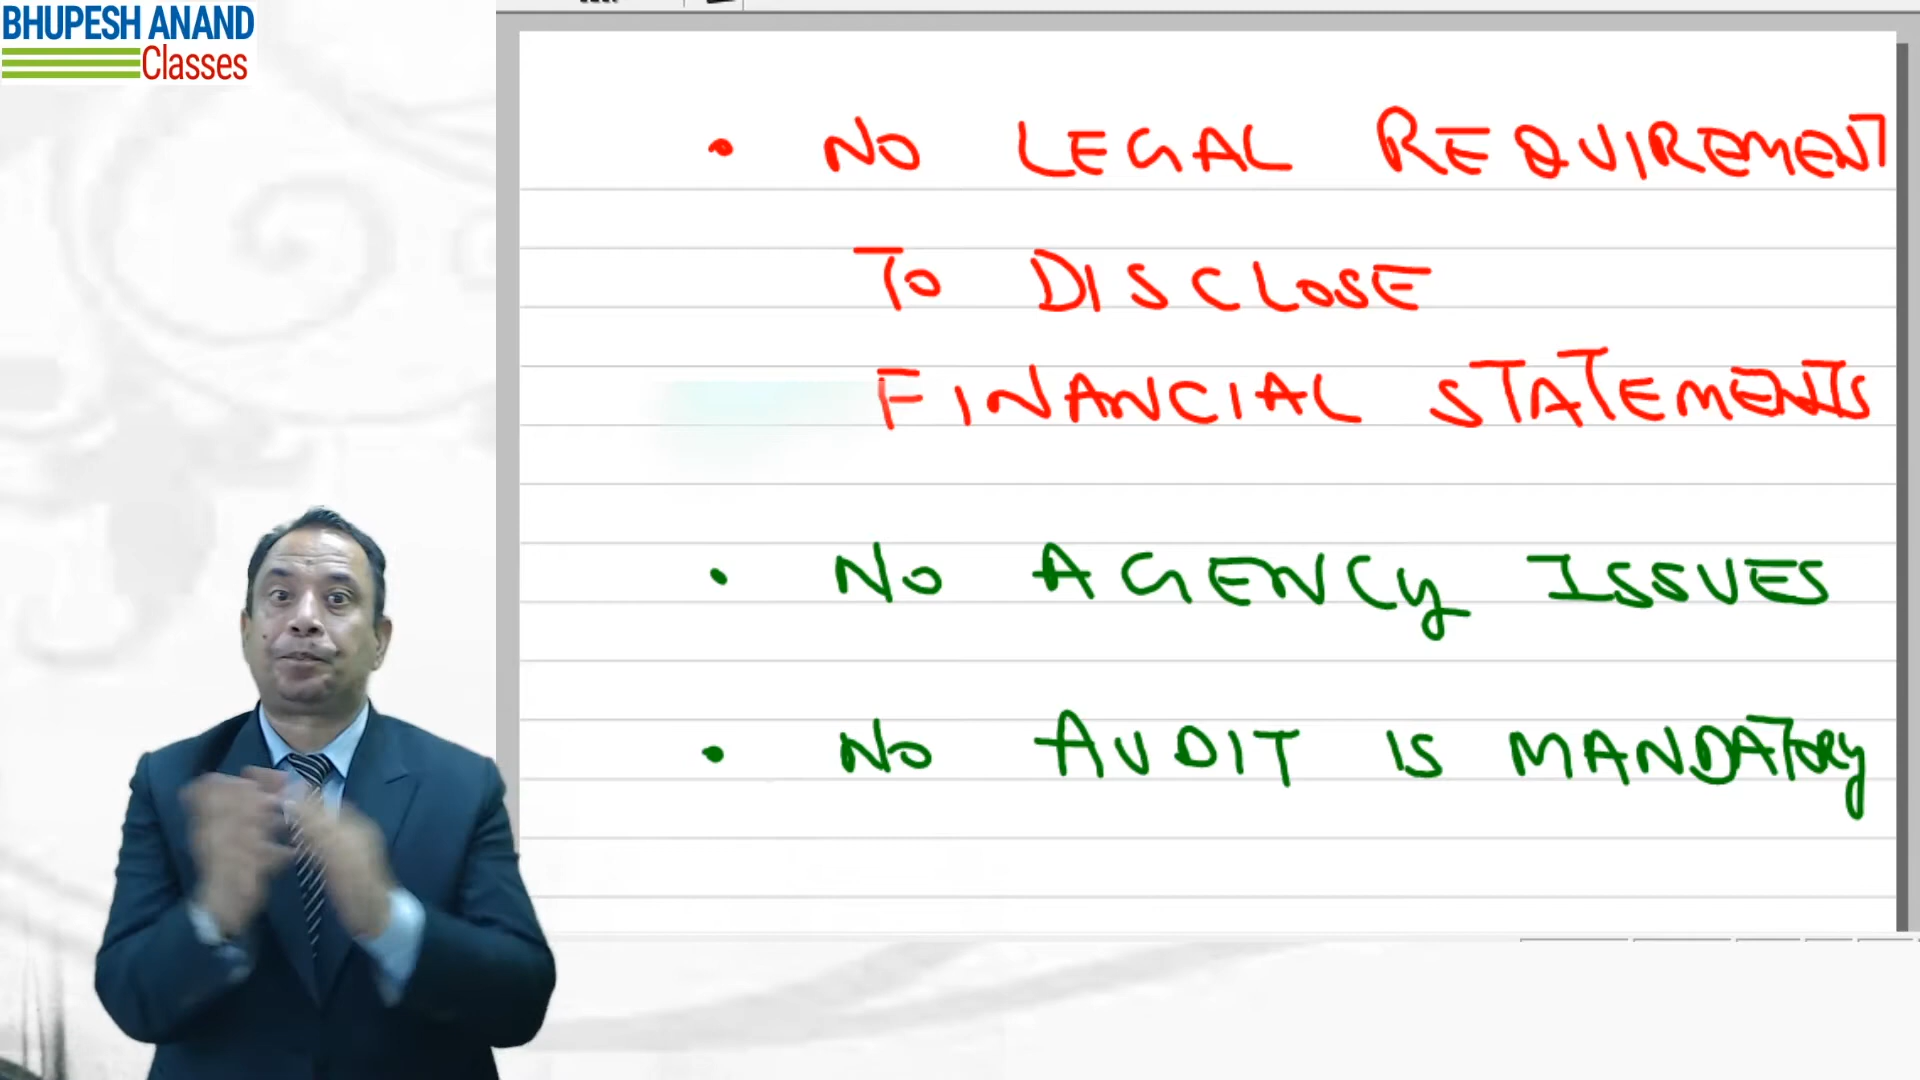 BHUPESH ANAND
Classes
• NO LEGAL REQUIREMENT
TO DISCLOSE
FINANCIAL STATEMENTS
• NO AGENCY ISSUES
• NO AUDIT IS MANDATORY